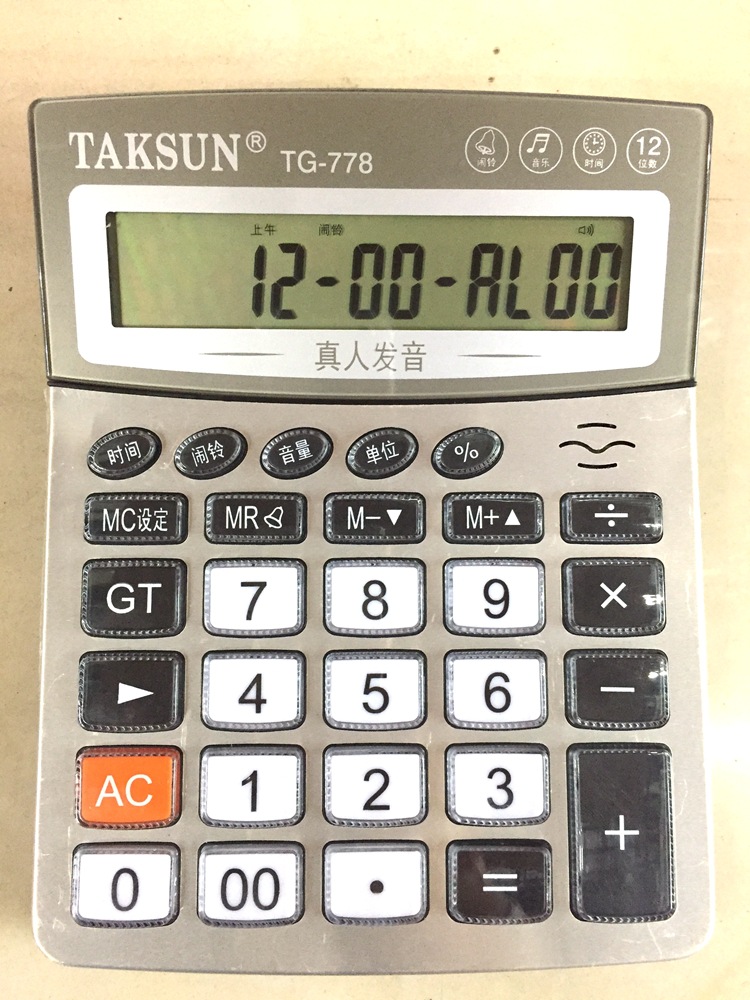 TAKSUN® TG-778
闹铃 音乐 时间 12位数
上午 闹铃
12-00-AL00
真人发音
时间 闹铃 音量 单位 %
MC设定 MR M−▼ M+▲ ÷
GT 7 8 9 ×
► 4 5 6 −
AC 1 2 3
+
0 00 • =